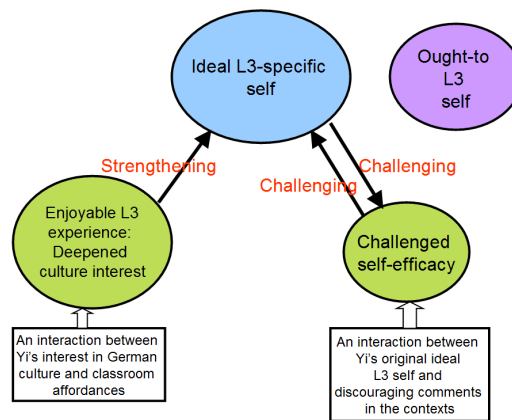 Ideal L3-specific
self
Ought-to
L3
self
Strengthening
Challenging
Challenging
Enjoyable L3
experience:
Deepened
culture interest
Challenged
self-efficacy
An interaction between
Yi's interest in German
culture and classroom
affordances
An interaction between
Yi's original ideal
L3 self and
discouraging comments
in the contexts